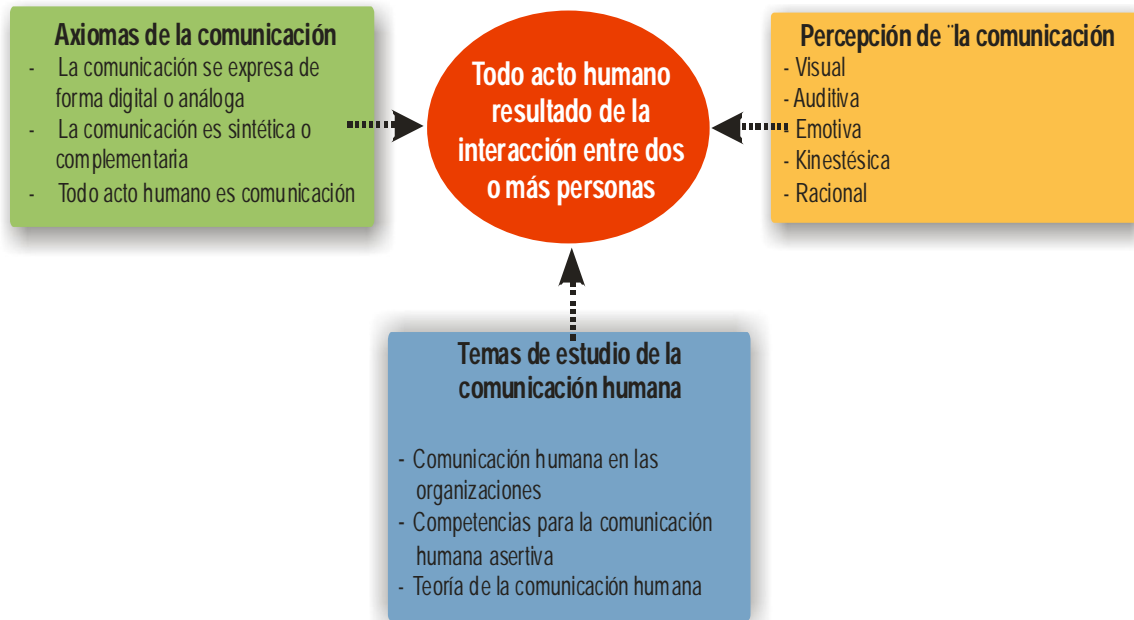 Axiomas de la comunicación
- La comunicación se expresa de
forma digital o análoga
- La comunicación es sintética o
complementaria
- Todo acto humano es comunicación
Todo acto humano
resultado de la
interacción entre dos
o más personas
Percepción de ¨la comunicación
- Visual
- Auditiva
- Emotiva
- Kinestésica
- Racional
Temas de estudio de la
comunicación humana
- Comunicación humana en las
organizaciones
- Competencias para la comunicación
humana asertiva
- Teoría de la comunicación humana